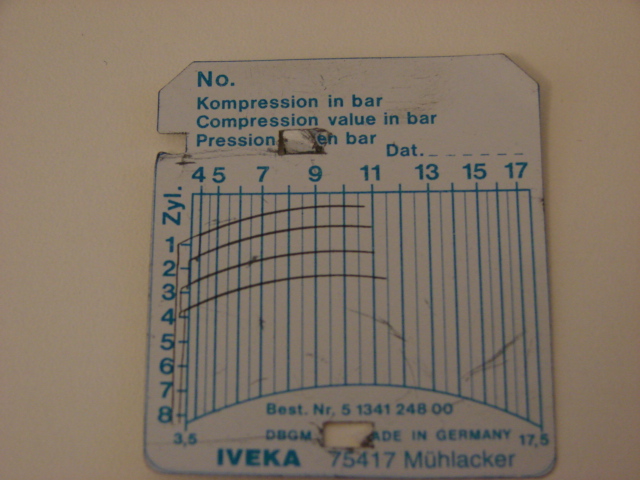 No.
Kompression in bar
Compression value in bar
Pression en bar
Dat.
4 5 7 9 11 13 15 17
Zyl.
1
2
3
4
5
6
7
8
Best. Nr. 5 1341 248 00
3,5 DBGM ADE IN GERMANY 17,5
IVEKA 75417 Mühlacker